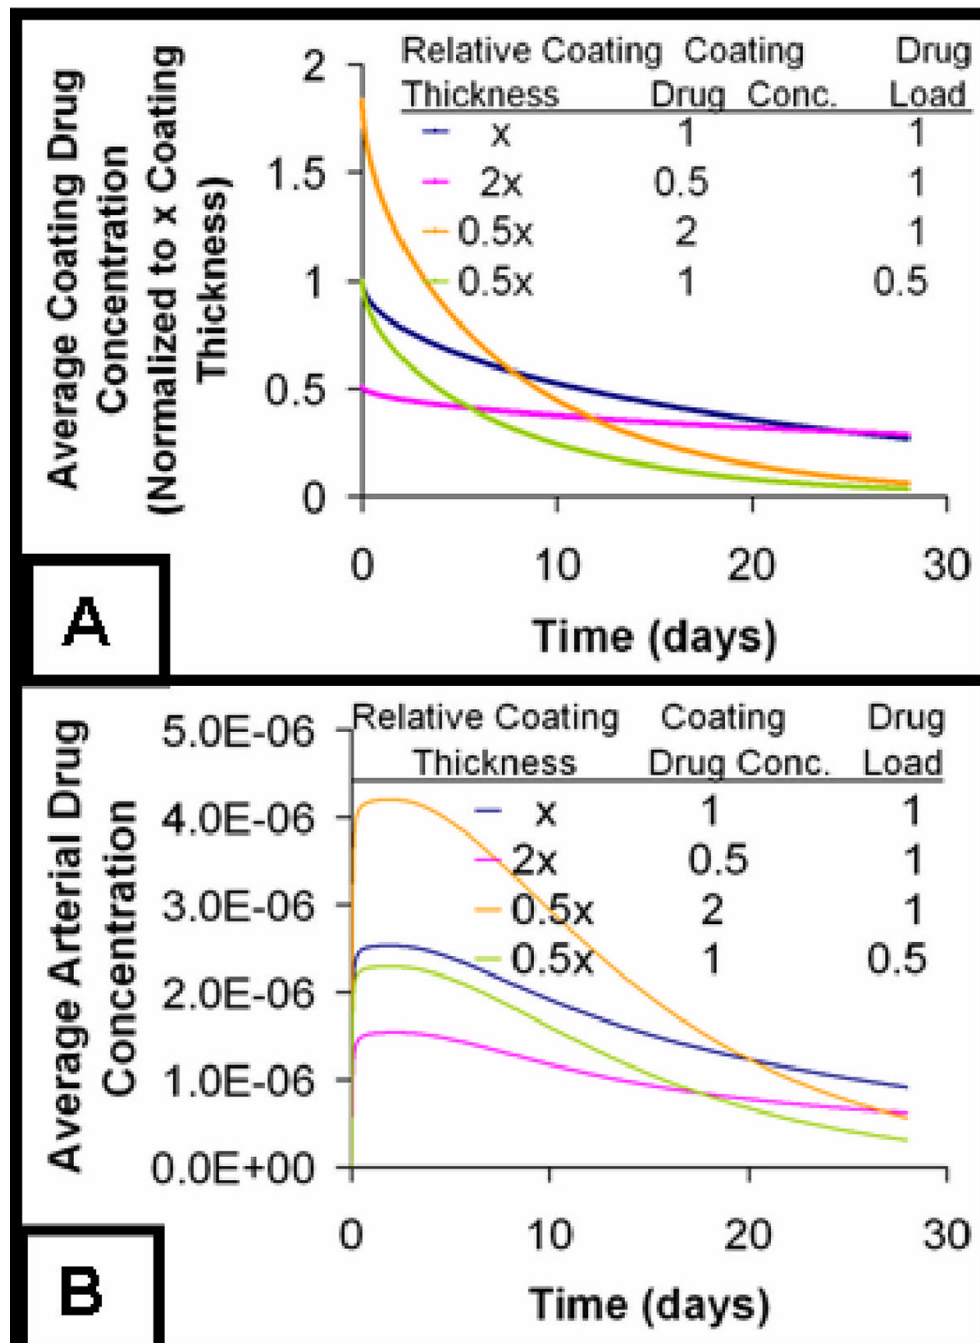 Average Coating Drug
Concentration
(Normalized to x Coating
Thickness)
Relative Coating Coating Drug
Thickness Drug Conc. Load
x 1 1
2x 0.5 1
0.5x 2 1
0.5x 1 0.5
2
1.5
1
0.5
0
0 10 20 30
Time (days)
A
Average Arterial Drug
Concentration
Relative Coating Coating Drug
Thickness Drug Conc. Load
x 1 1
2x 0.5 1
0.5x 2 1
0.5x 1 0.5
5.0E-06
4.0E-06
3.0E-06
2.0E-06
1.0E-06
0.0E+00
0 10 20 30
Time (days)
B